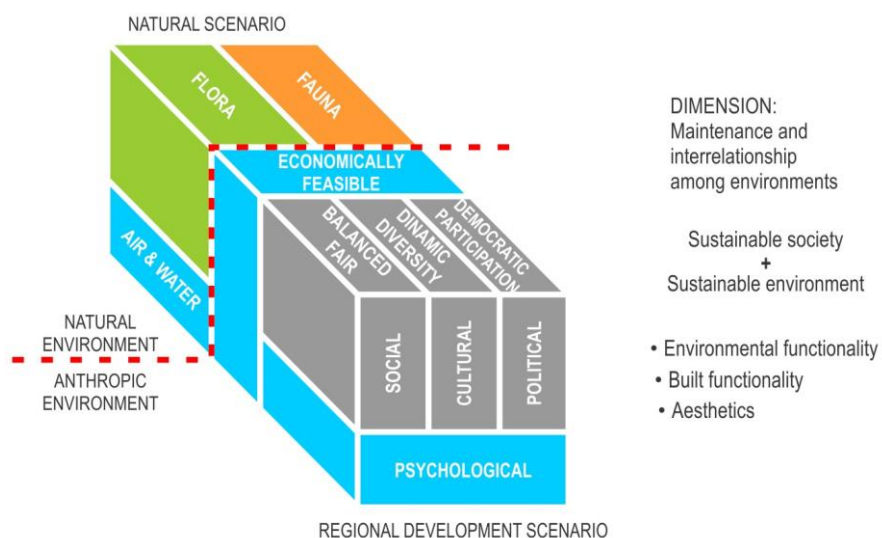 NATURAL SCENARIO
FLORA
FAUNA
ECONOMICALLY
FEASIBLE
BALANCED
FAIR
DINAMIC
DIVERSITY
DEMOCRATIC
PARTICIPATION
AIR & WATER
NATURAL
ENVIRONMENT
ANTHROPIC
ENVIRONMENT
SOCIAL
CULTURAL
POLITICAL
PSYCHOLOGICAL
REGIONAL DEVELOPMENT SCENARIO
DIMENSION:
Maintenance and
interrelationship
among environments
Sustainable society
+
Sustainable environment
• Environmental functionality
• Built functionality
• Aesthetics